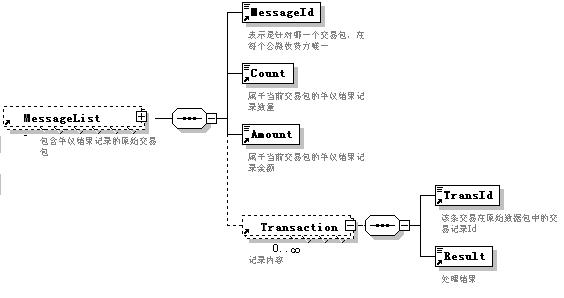 MessageId
表示是针对哪一个交易包，在
每个公路收费方唯一
Count
属于当前交易包的争议结果记
录数量
MessageList
包含争议结果记录的原始交易
包
Amount
属于当前交易包的争议结果记
录金额
Transaction
0..∞
记录内容
TransId
该条交易在原始数据包中的交
易记录Id
Result
处理结果